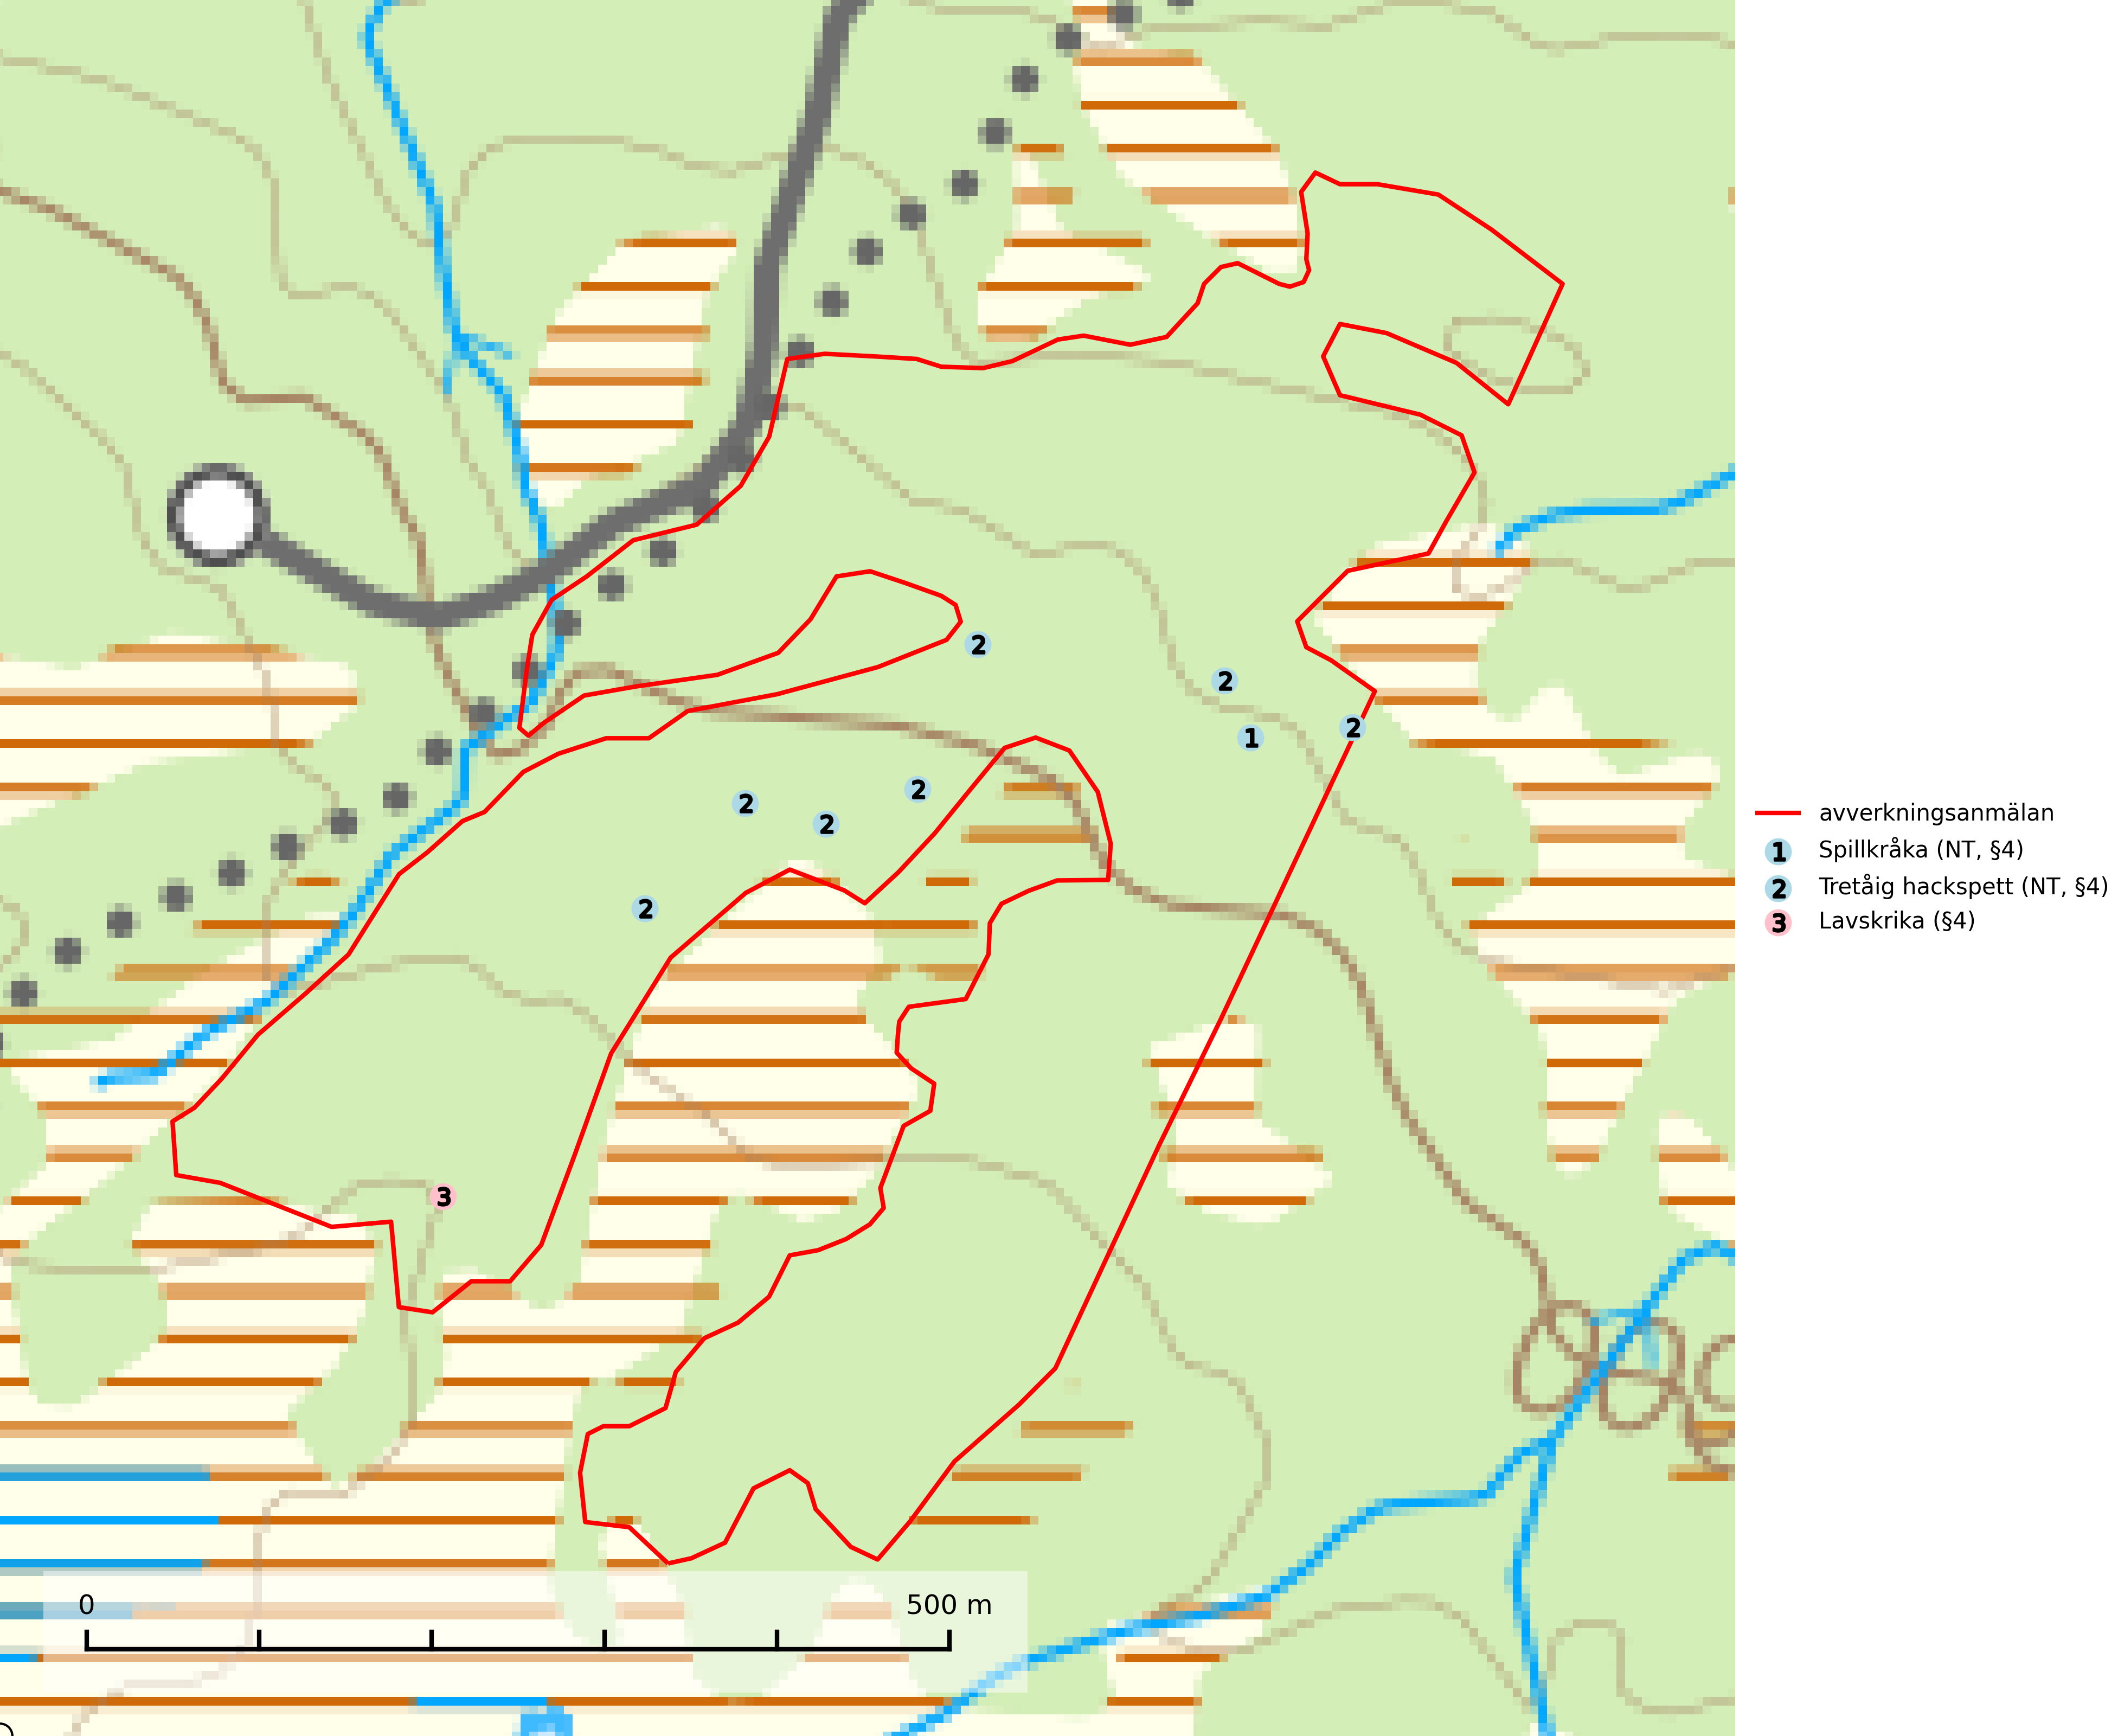 2
2
1
2
2
2
2
2
3
avverkningsanmälan
1 Spillkråka (NT, §4)
2 Tretåig hackspett (NT, §4)
3 Lavskrika (§4)
0 500 m